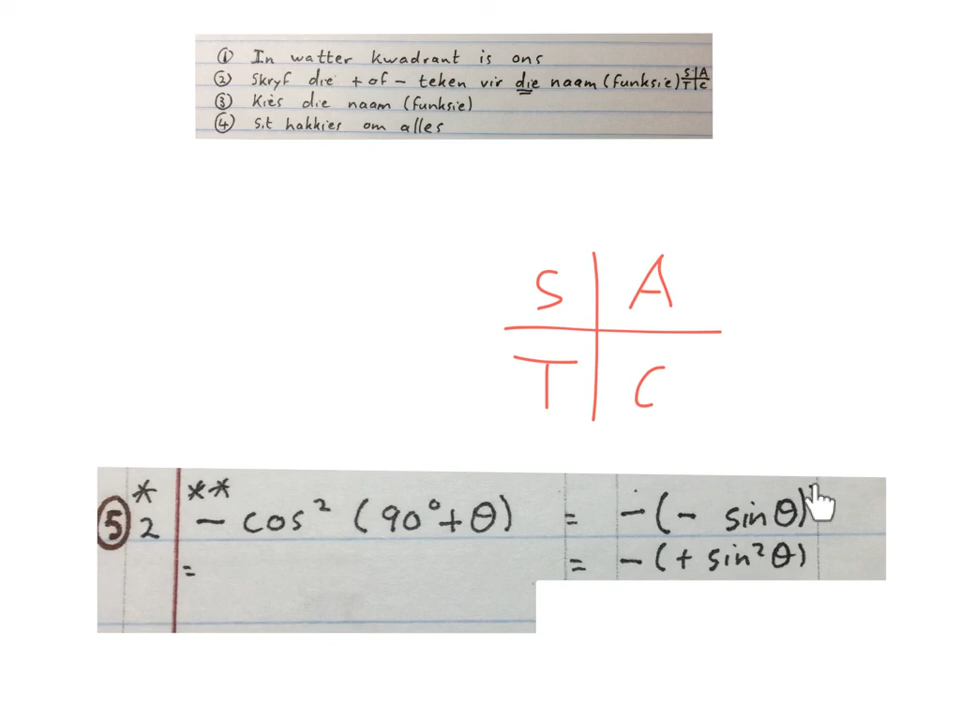 ① In watter kwadrant is ons
② Skryf die + of - teken vir die naam (funksie) S A T C
③ Kies die naam (funksie)
④ sit hakkies om alles
S A
T C
* **
⑤ 2 - cos² (90° + θ) = - (- sin θ)
= = - (+ sin² θ)